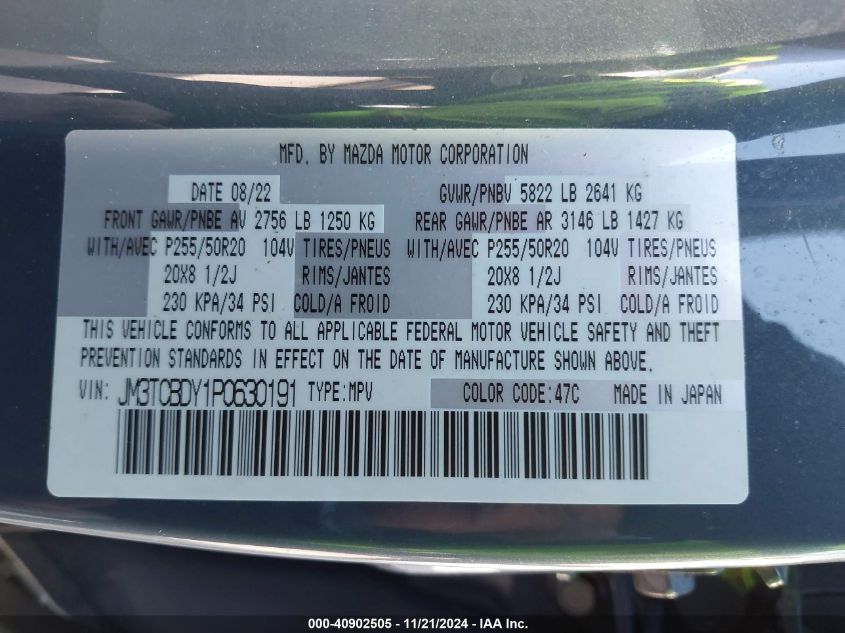 MFD. BY MAZDA MOTOR CORPORATION
DATE 08/22 GVWR/PNBV 5822 LB 2641 KG
FRONT GAWR/PNBE AV 2756 LB 1250 KG REAR GAWR/PNBE AR 3146 LB 1427 KG
WITH/AVEC P255/50R20 104V TIRES/PNEUS WITH/AVEC P255/50R20 104V TIRES/PNEUS
20X8 1/2J RIMS/JANTES 20X8 1/2J RIMS/JANTES
230 KPA/34 PSI COLD/A FROID 230 KPA/34 PSI COLD/A FROID
THIS VEHICLE CONFORMS TO ALL APPLICABLE FEDERAL MOTOR VEHICLE SAFETY AND THEFT
PREVENTION STANDARDS IN EFFECT ON THE DATE OF MANUFACTURE SHOWN ABOVE.
VIN: JM3TCBDY1P0630191 TYPE:MPV COLOR CODE:47C MADE IN JAPAN
000-40902505 - 11/21/2024 - IAA Inc.